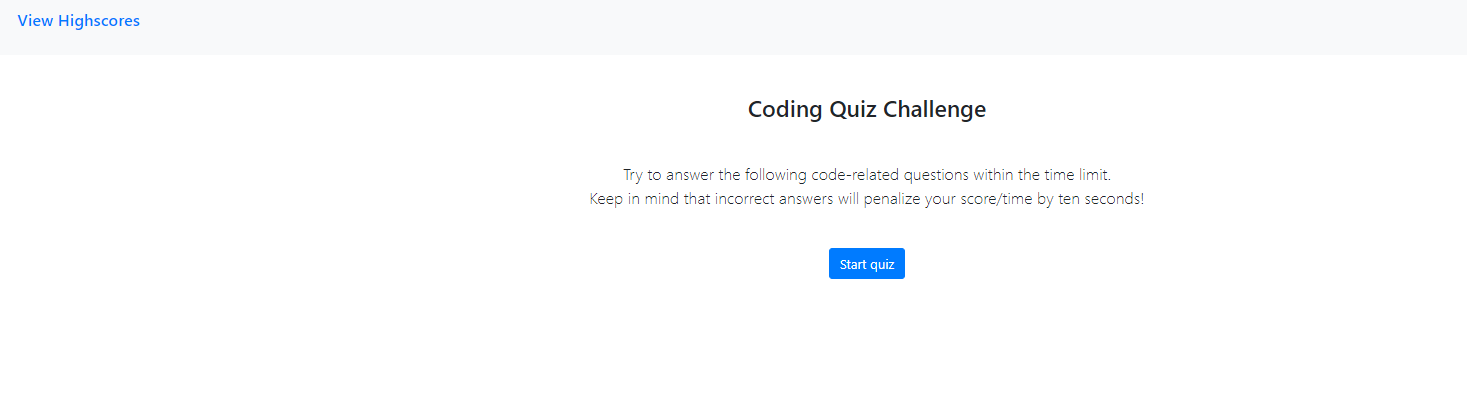 View Highscores
Coding Quiz Challenge
Try to answer the following code-related questions within the time limit.
Keep in mind that incorrect answers will penalize your score/time by ten seconds!
Start quiz